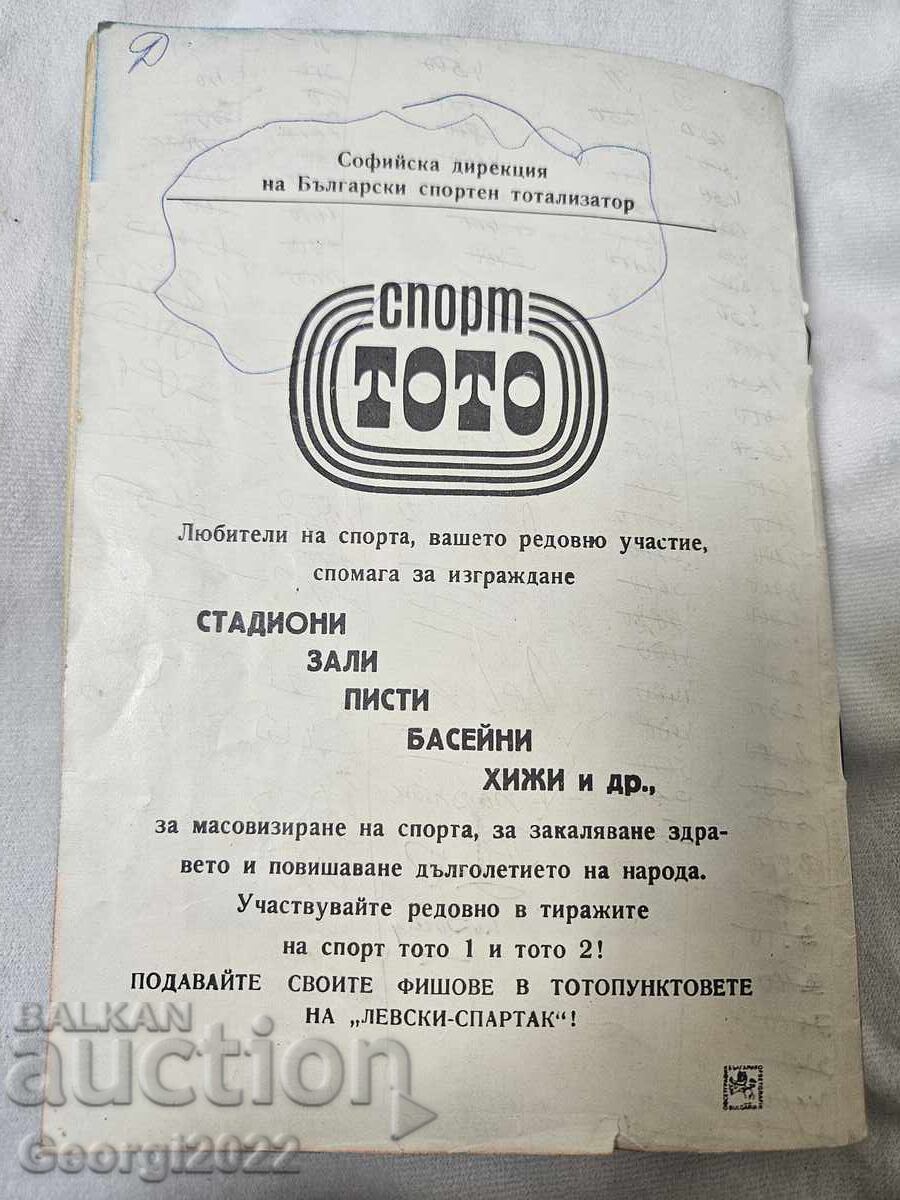 Д
Софийска дирекция
на Български спортен тотализатор
спорт
ТОТО
Любители на спорта, вашето редовно участие,
спомага за изграждане
СТАДИОНИ
ЗАЛИ
ПИСТИ
БАСЕЙНИ
ХИЖИ и др.,
за масовизиране на спорта, за закаляване здра-
вето и повишаване дълголетието на народа.
Участвувайте редовно в тиражите
на спорт тото 1 и тото 2!
ПОДАВАЙТЕ СВОИТЕ ФИШОВЕ В ТОТОПУНКТОВЕТЕ
НА „ЛЕВСКИ-СПАРТАК“!
BALKAN
auction
Georgi2022